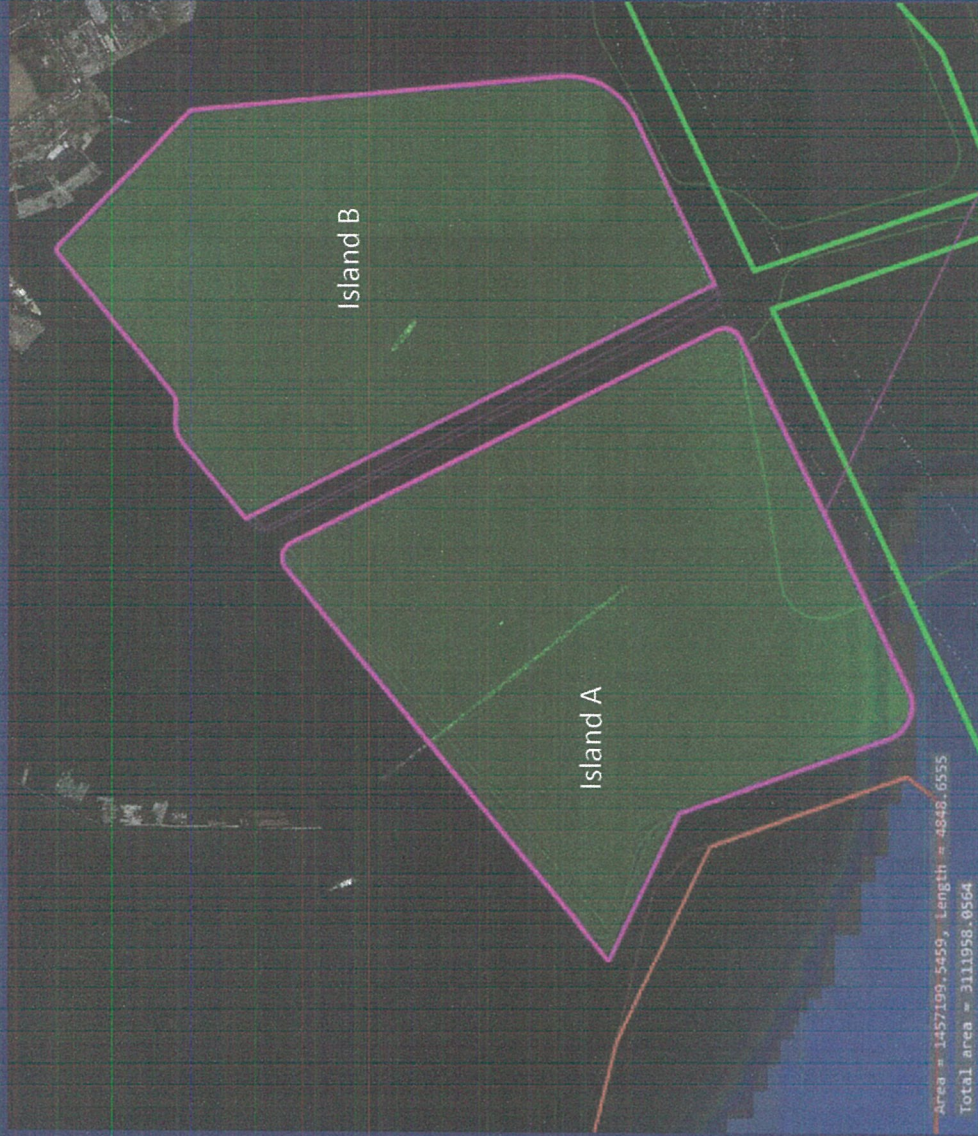 Island B
Island A
Area = 1457199.5459, Length = 4848.6555
Total area = 3111958.0564